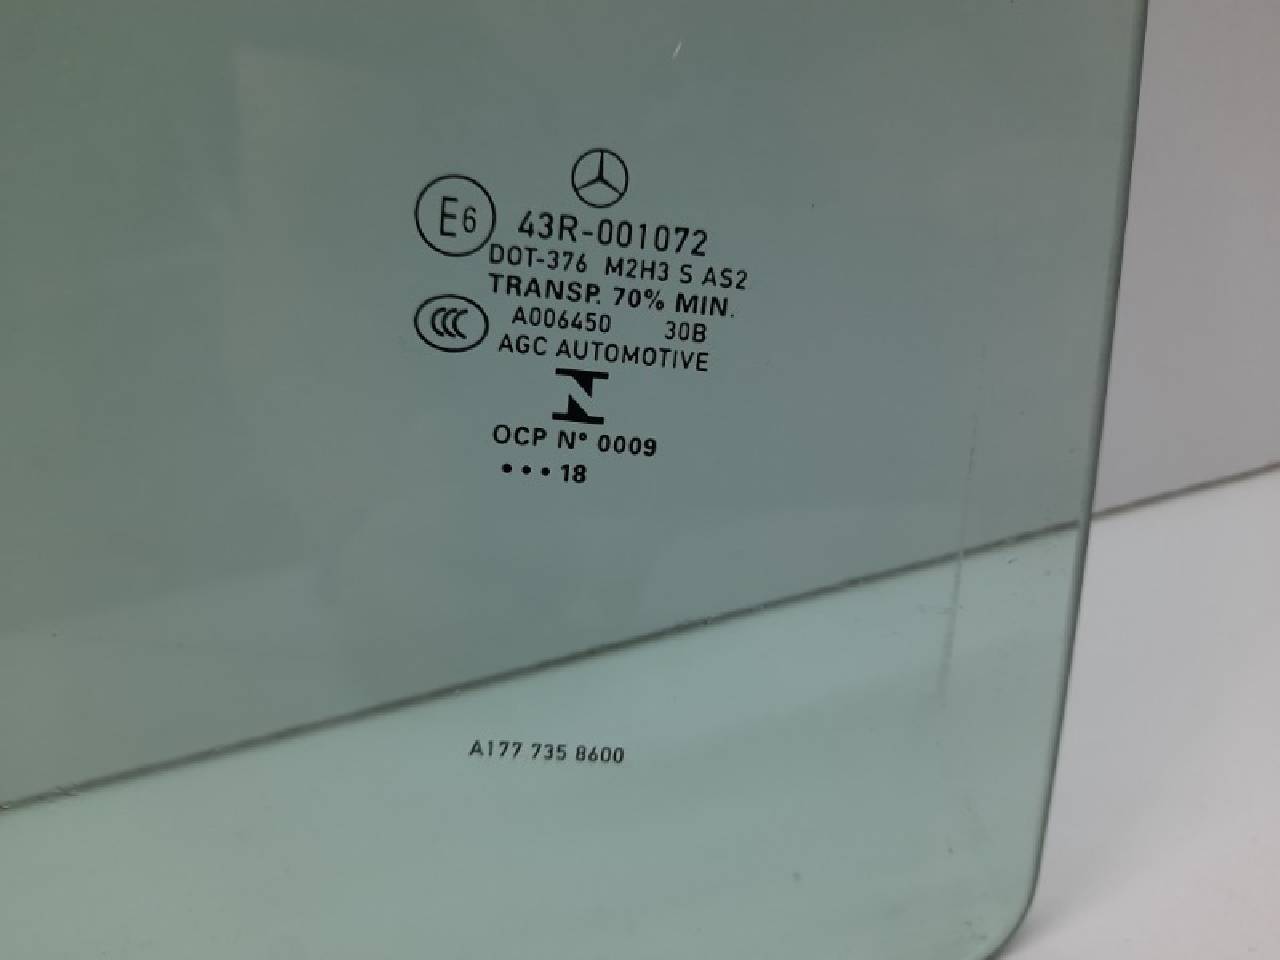 E6
43R-001072
DOT-376 M2H3 S AS2
TRANSP. 70% MIN.
CCC
A006450 30B
AGC AUTOMOTIVE
OCP N° 0009
•••18
A177 735 8600